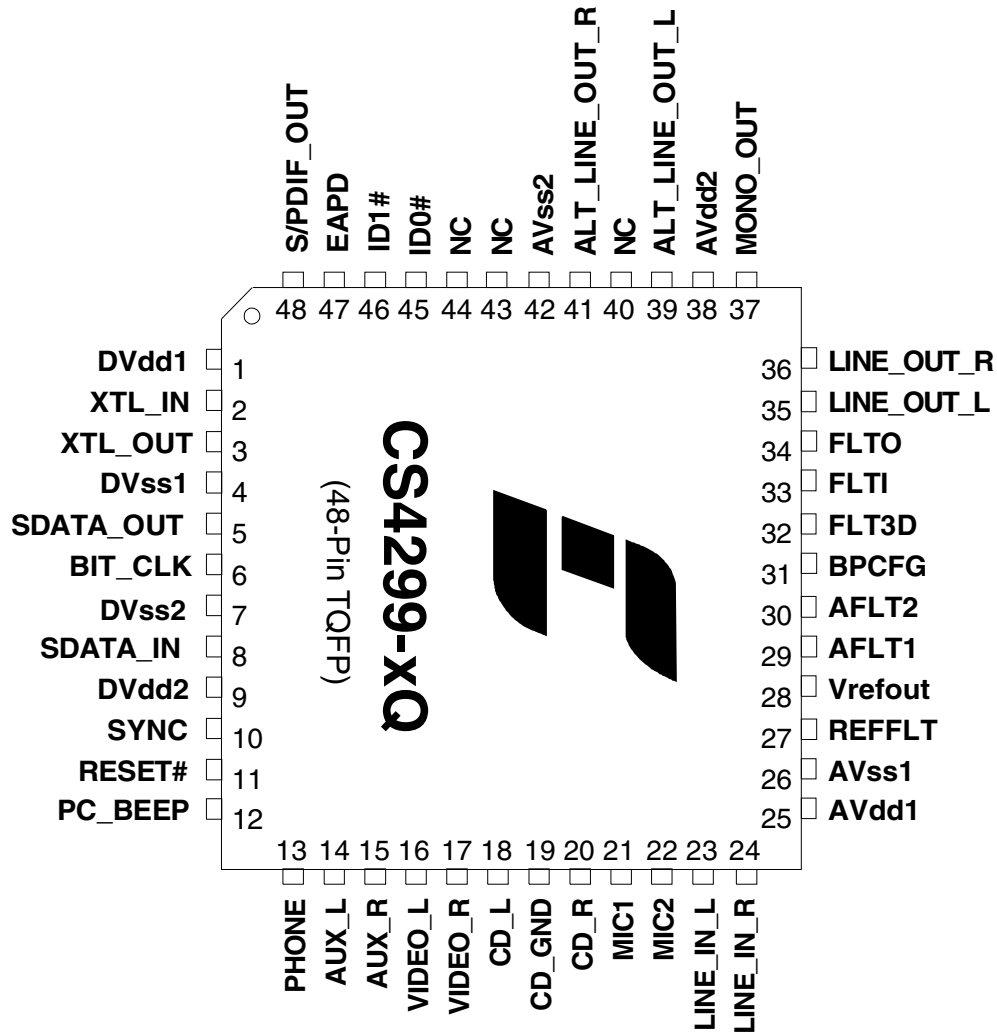 S/PDIF_OUT
EAPD
ID1#
ID0#
NC
NC
AVss2
ALT_LINE_OUT_R
NC
ALT_LINE_OUT_L
AVdd2
MONO_OUT
48 47 46 45 44 43 42 41 40 39 38 37
DVdd1 1
XTL_IN 2
XTL_OUT 3
DVss1 4
SDATA_OUT 5
BIT_CLK 6
DVss2 7
SDATA_IN 8
DVdd2 9
SYNC 10
RESET# 11
PC_BEEP 12
CS4299-xQ
(48-Pin TQFP)
36 LINE_OUT_R
35 LINE_OUT_L
34 FLTO
33 FLTI
32 FLT3D
31 BPCFG
30 AFLT2
29 AFLT1
28 Vrefout
27 REFFLT
26 AVss1
25 AVdd1
13 14 15 16 17 18 19 20 21 22 23 24
PHONE
AUX_L
AUX_R
VIDEO_L
VIDEO_R
CD_L
CD_GND
CD_R
MIC1
MIC2
LINE_IN_L
LINE_IN_R